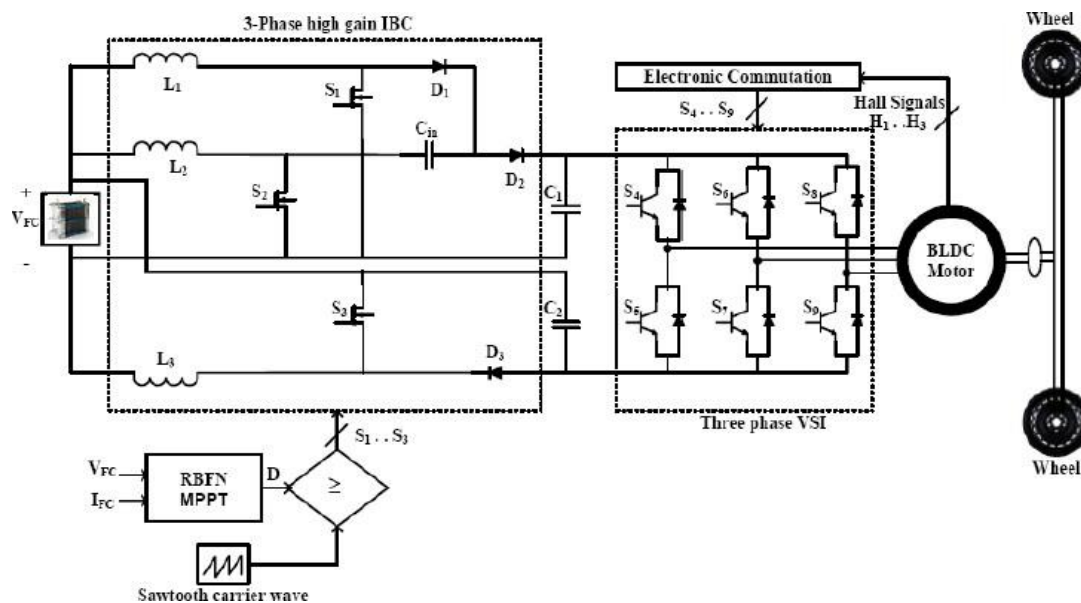 3-Phase high gain IBC
Wheel
L1
S1
D1
Electronic Commutation
Hall Signals
H1 . . H3
S4 . . S9
Cin
L2
D2
S2
C1
S4
S6
S8
+
VFC
-
BLDC
Motor
S3
C2
S5
S7
S9
L3
D3
Three phase VSI
S1 . . S3
Wheel
VFC
IFC
RBFN
MPPT
D
≥
Sawtooth carrier wave